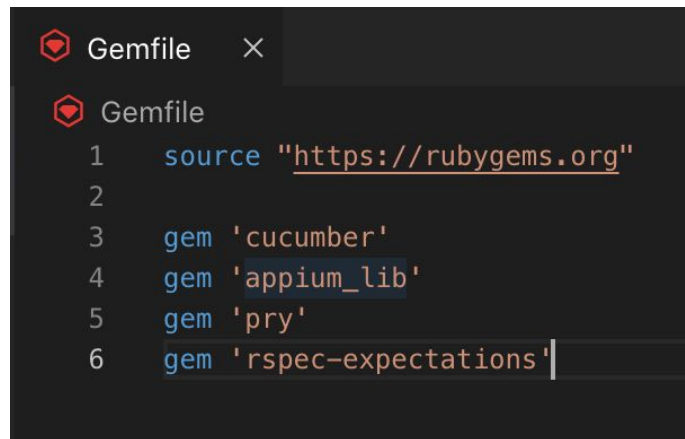 Gemfile ×
Gemfile
1 source "https://rubygems.org"
2
3 gem 'cucumber'
4 gem 'appium_lib'
5 gem 'pry'
6 gem 'rspec-expectations'